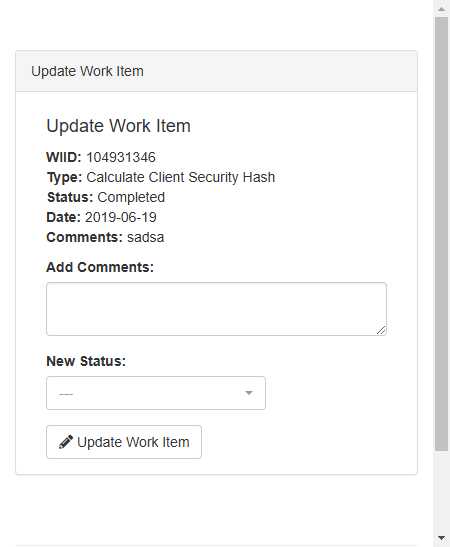 Update Work Item
Update Work Item
WIID: 104931346
Type: Calculate Client Security Hash
Status: Completed
Date: 2019-06-19
Comments: sadsa
Add Comments:
New Status:
---
Update Work Item